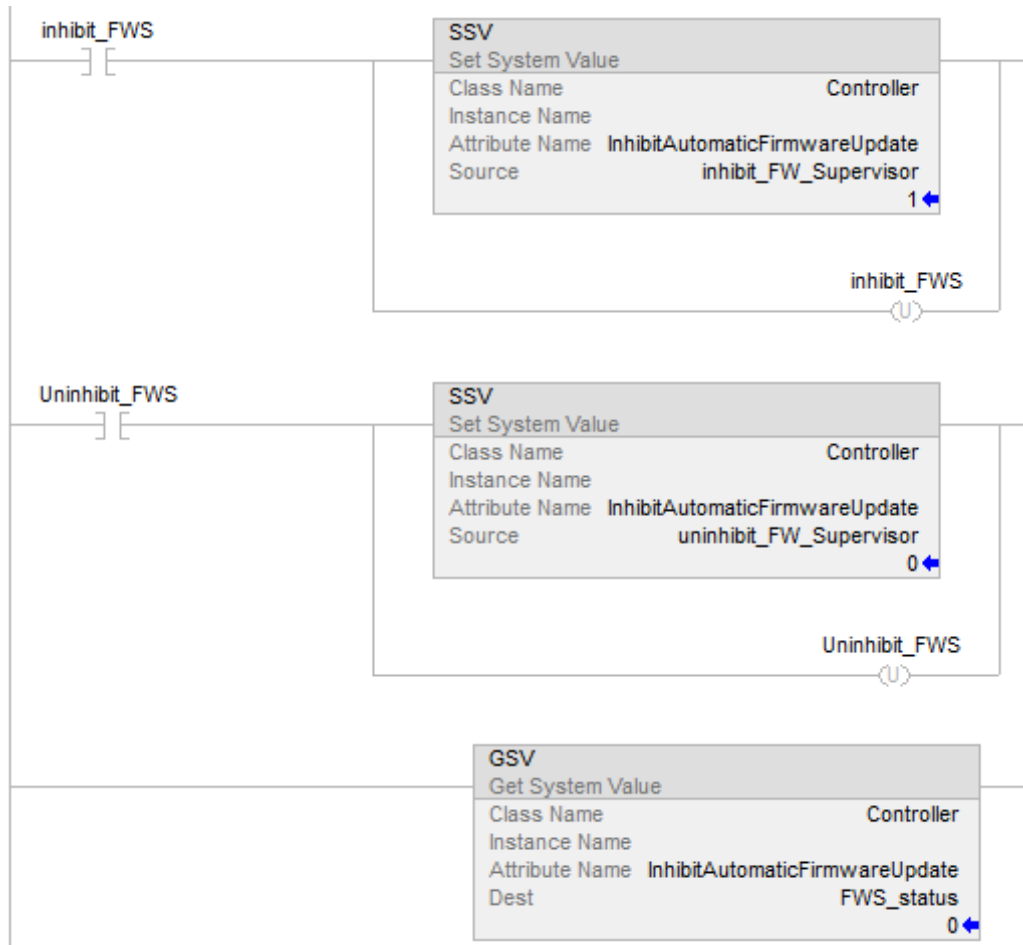 inhibit_FWS
SSV
Set System Value
Class Name Controller
Instance Name
Attribute Name InhibitAutomaticFirmwareUpdate
Source inhibit_FW_Supervisor
1
inhibit_FWS
U
Uninhibit_FWS
SSV
Set System Value
Class Name Controller
Instance Name
Attribute Name InhibitAutomaticFirmwareUpdate
Source uninhibit_FW_Supervisor
0
Uninhibit_FWS
U
GSV
Get System Value
Class Name Controller
Instance Name
Attribute Name InhibitAutomaticFirmwareUpdate
Dest FWS_status
0